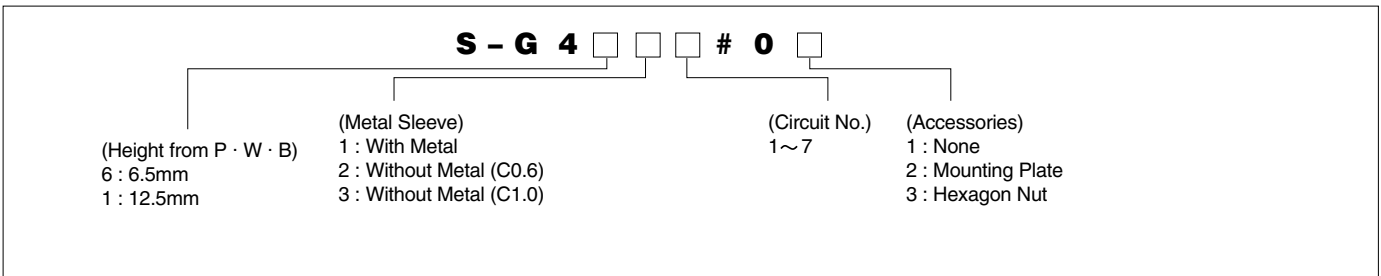 S – G 4 □ □ □ # 0 □
(Height from P · W · B)
6 : 6.5mm
1 : 12.5mm
(Metal Sleeve)
1 : With Metal
2 : Without Metal (C0.6)
3 : Without Metal (C1.0)
(Circuit No.)
1～7
(Accessories)
1 : None
2 : Mounting Plate
3 : Hexagon Nut